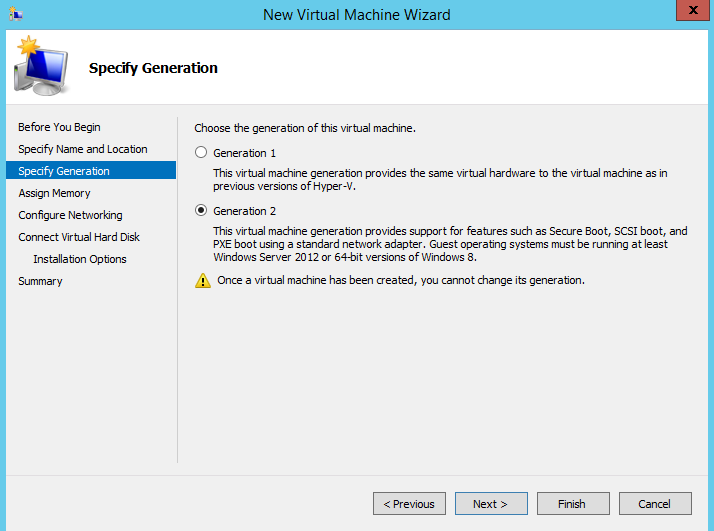 New Virtual Machine Wizard
x
Specify Generation
Before You Begin
Specify Name and Location
Specify Generation
Assign Memory
Configure Networking
Connect Virtual Hard Disk
Installation Options
Summary
Choose the generation of this virtual machine.
Generation 1
This virtual machine generation provides the same virtual hardware to the virtual machine as in
previous versions of Hyper-V.
Generation 2
This virtual machine generation provides support for features such as Secure Boot, SCSI boot, and
PXE boot using a standard network adapter. Guest operating systems must be running at least
Windows Server 2012 or 64-bit versions of Windows 8.
Once a virtual machine has been created, you cannot change its generation.
< Previous
Next >
Finish
Cancel